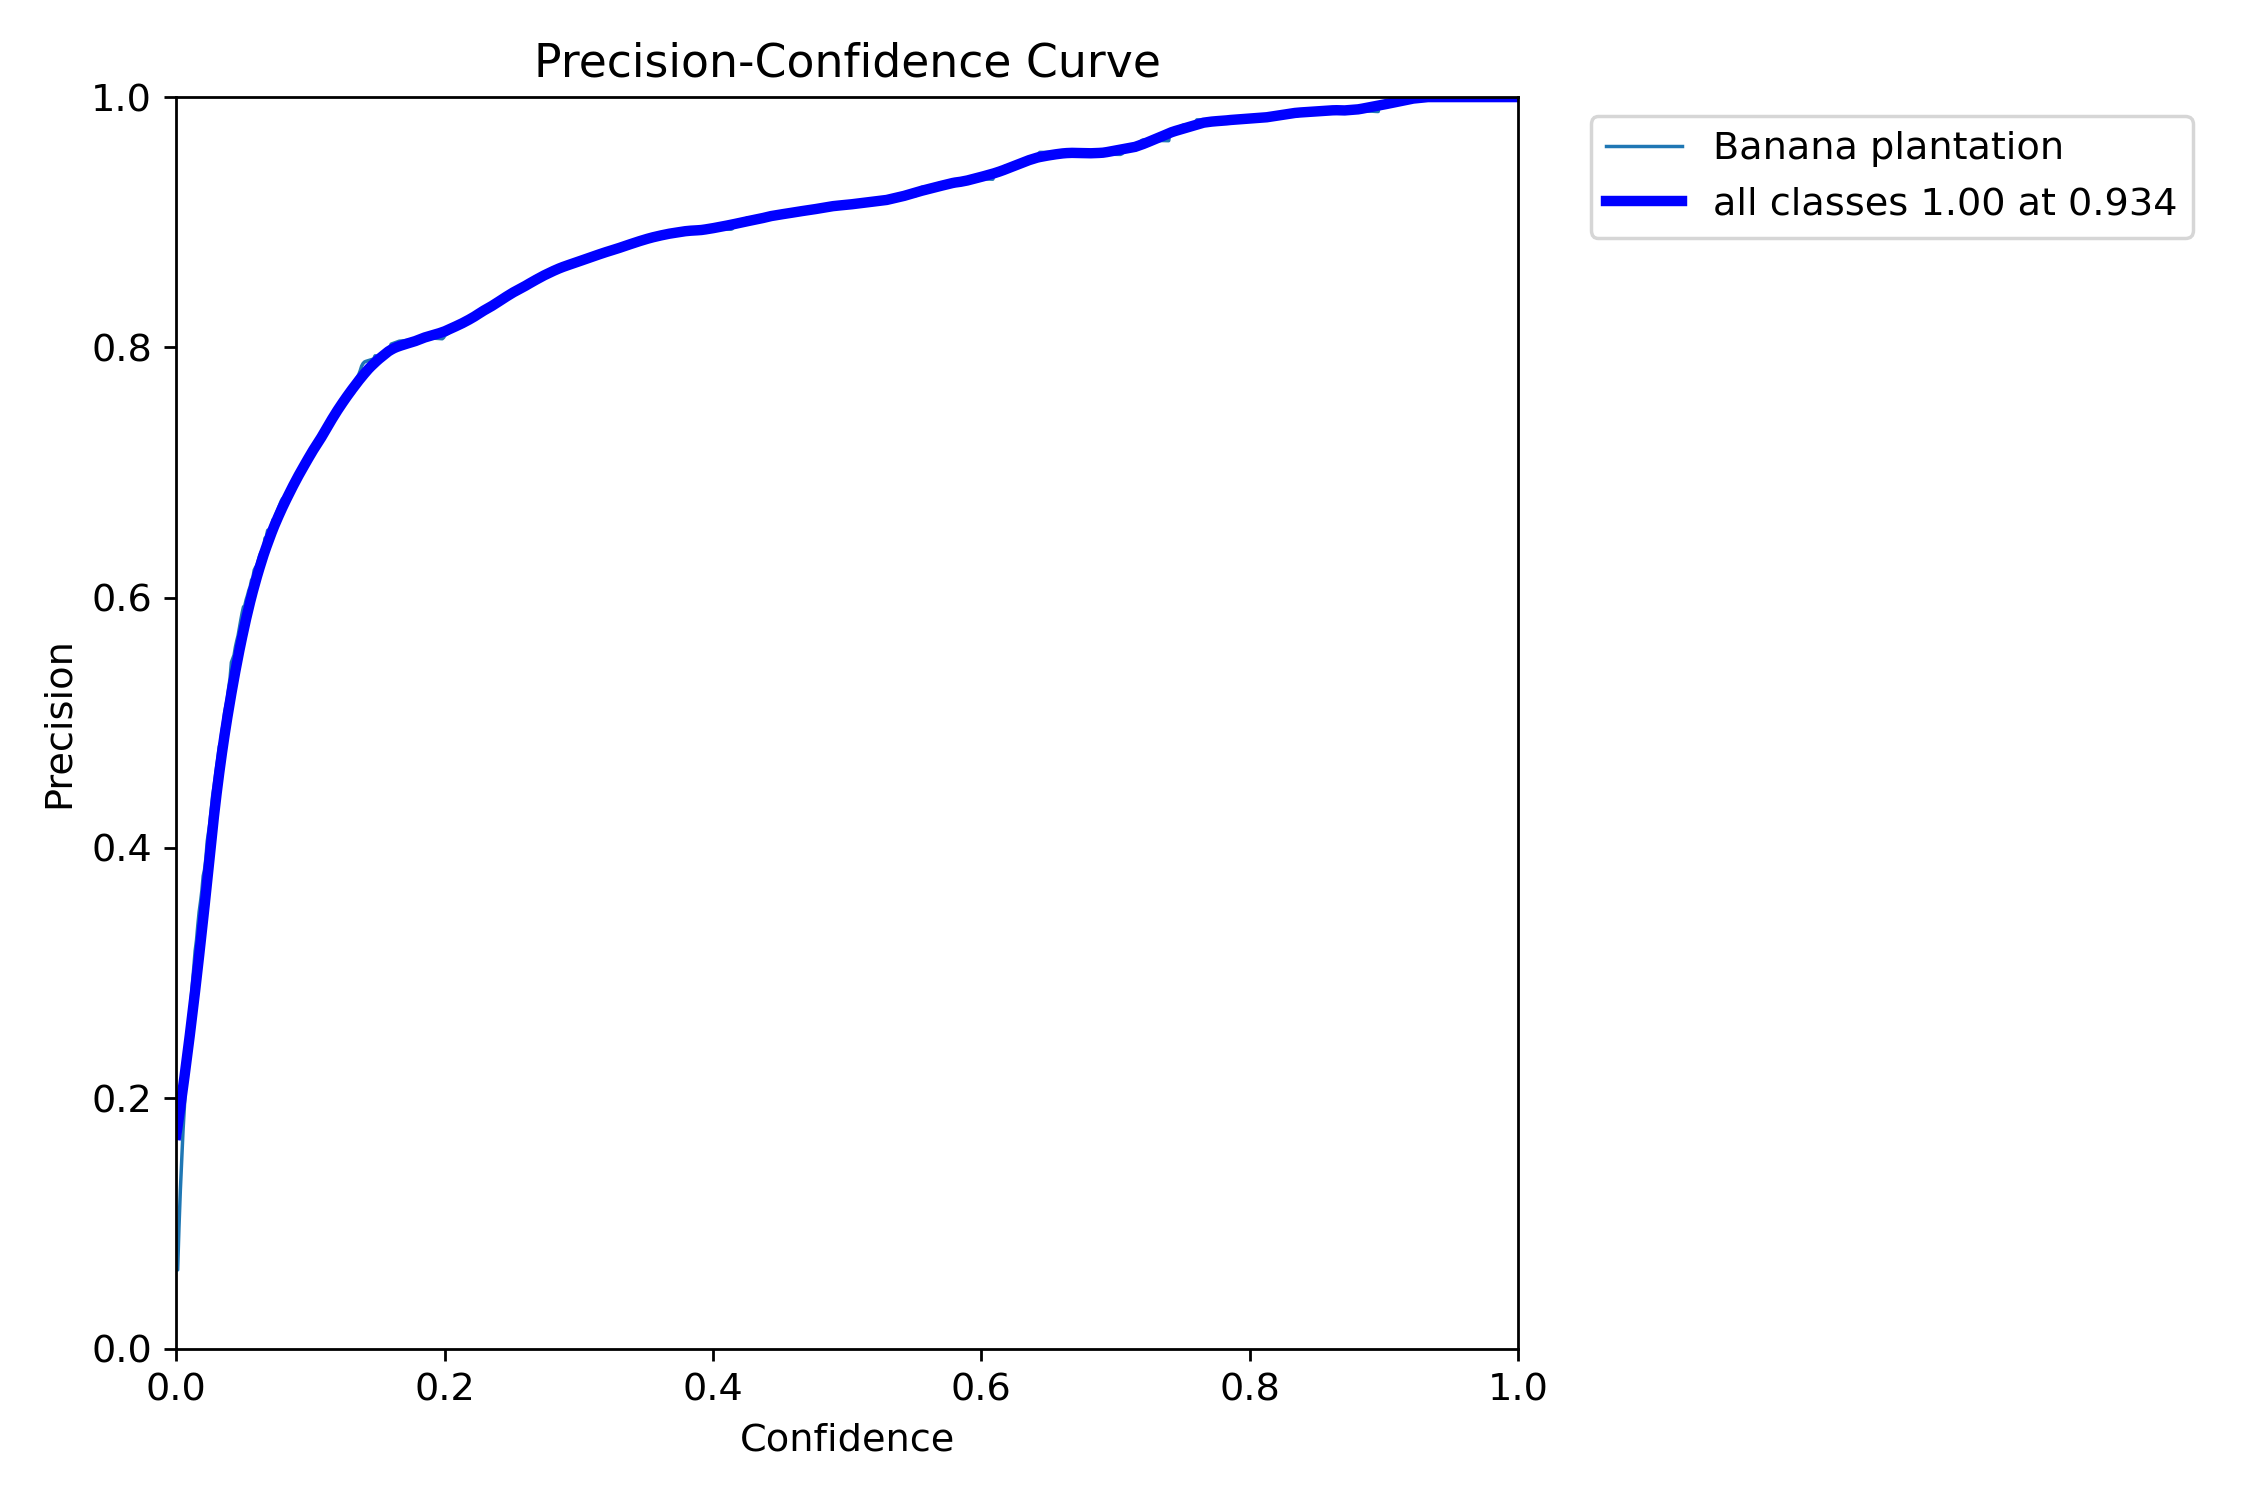 Precision-Confidence Curve
1.0
0.8
0.6
0.4
0.2
0.0
Precision
0.0 0.2 0.4 0.6 0.8 1.0
Confidence
Banana plantation
all classes 1.00 at 0.934